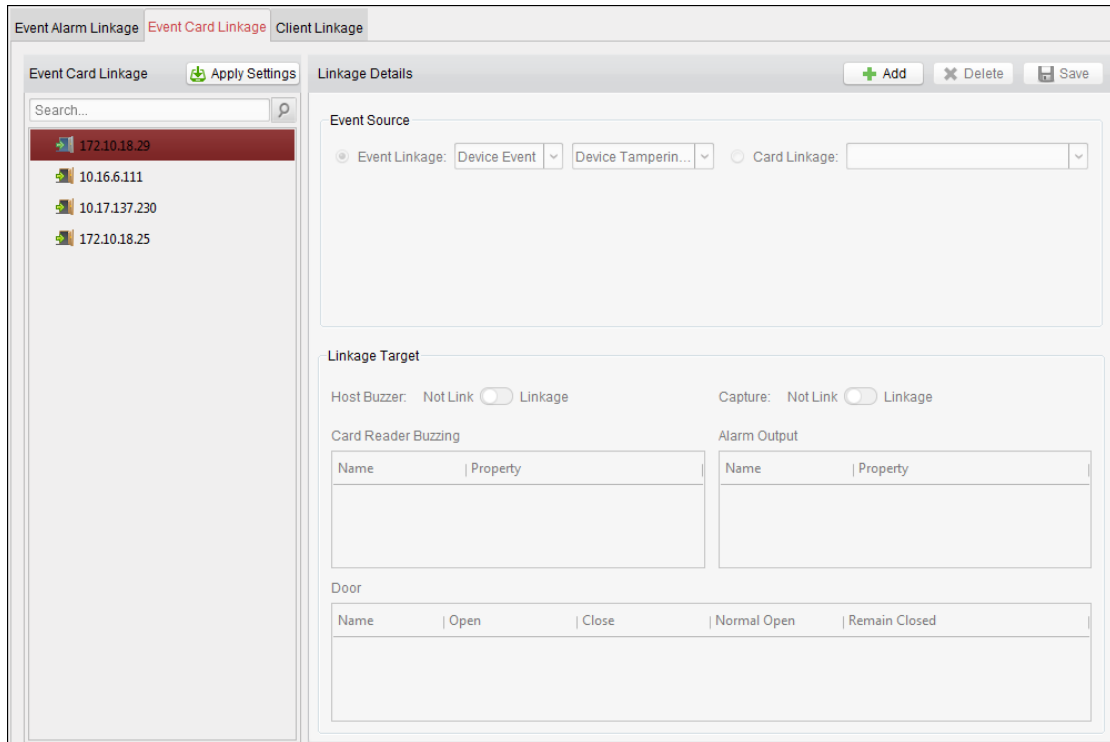 Event Alarm Linkage Event Card Linkage Client Linkage
Event Card Linkage Apply Settings
Search...
172.10.18.29
10.16.6.111
10.17.137.230
172.10.18.25
Linkage Details Add Delete Save
Event Source
Event Linkage: Device Event Device Tamperin... Card Linkage:
Linkage Target
Host Buzzer: Not Link Linkage Capture: Not Link Linkage
Card Reader Buzzing Alarm Output
Name Property Name Property
Door
Name Open Close Normal Open Remain Closed